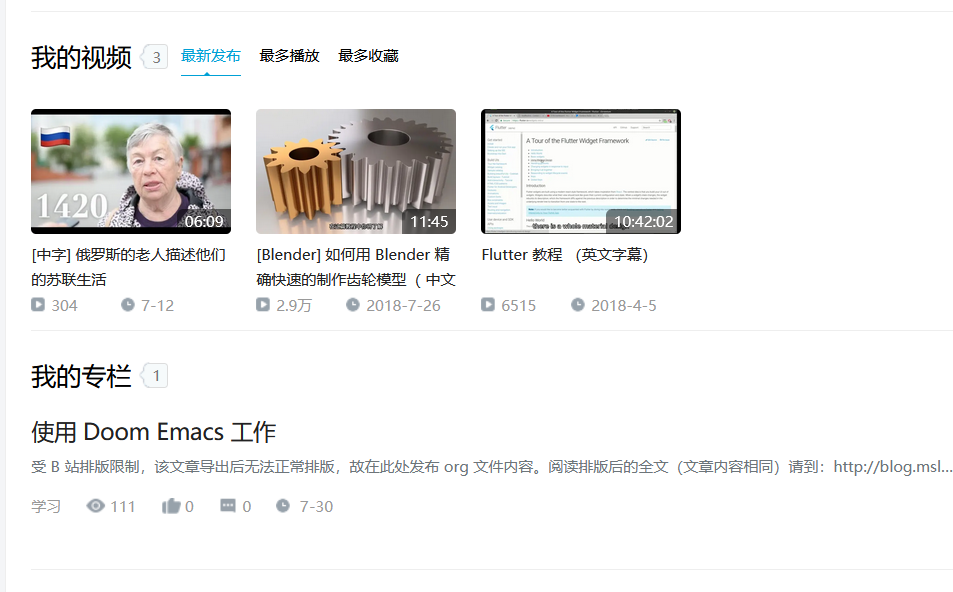 我的视频 3 最新发布 最多播放 最多收藏
1420 06:09
11:45
A Tour of the Flutter Widget Framework
Introduction
10:42:02
there is a whole material
[中字] 俄罗斯的老人描述他们
的苏联生活
304 7-12
[Blender] 如何用 Blender 精
确快速的制作齿轮模型（ 中文
2.9万 2018-7-26
Flutter 教程 （英文字幕）
6515 2018-4-5
我的专栏 1
使用 Doom Emacs 工作
受 B 站排版限制，该文章导出后无法正常排版，故在此处发布 org 文件内容。阅读排版后的全文（文章内容相同）请到：http://blog.msl...
学习 111 0 0 7-30